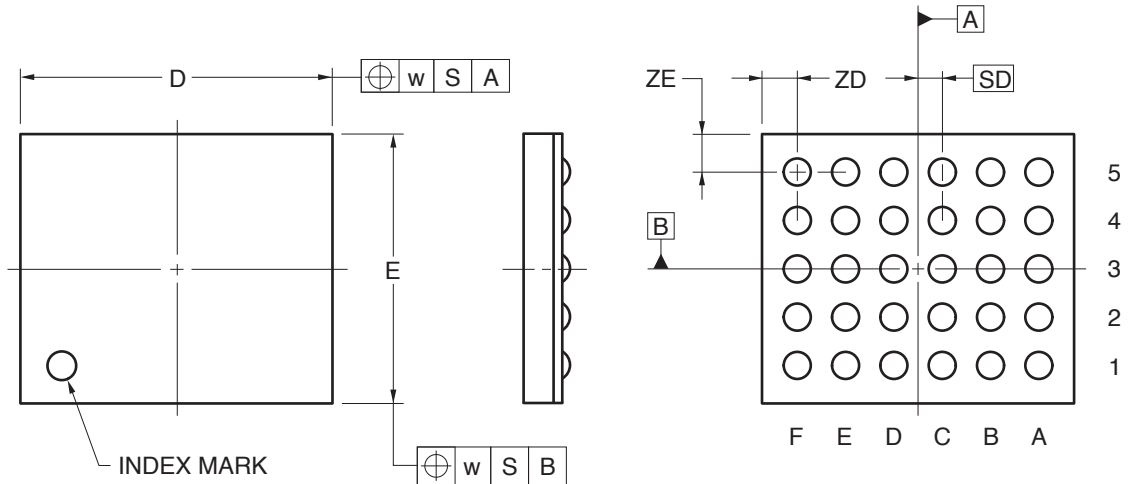 A
D
⌖ w S A
ZE
ZD
SD
5
4
B
E
3
2
1
F E D C B A
INDEX MARK
⌖ w S B